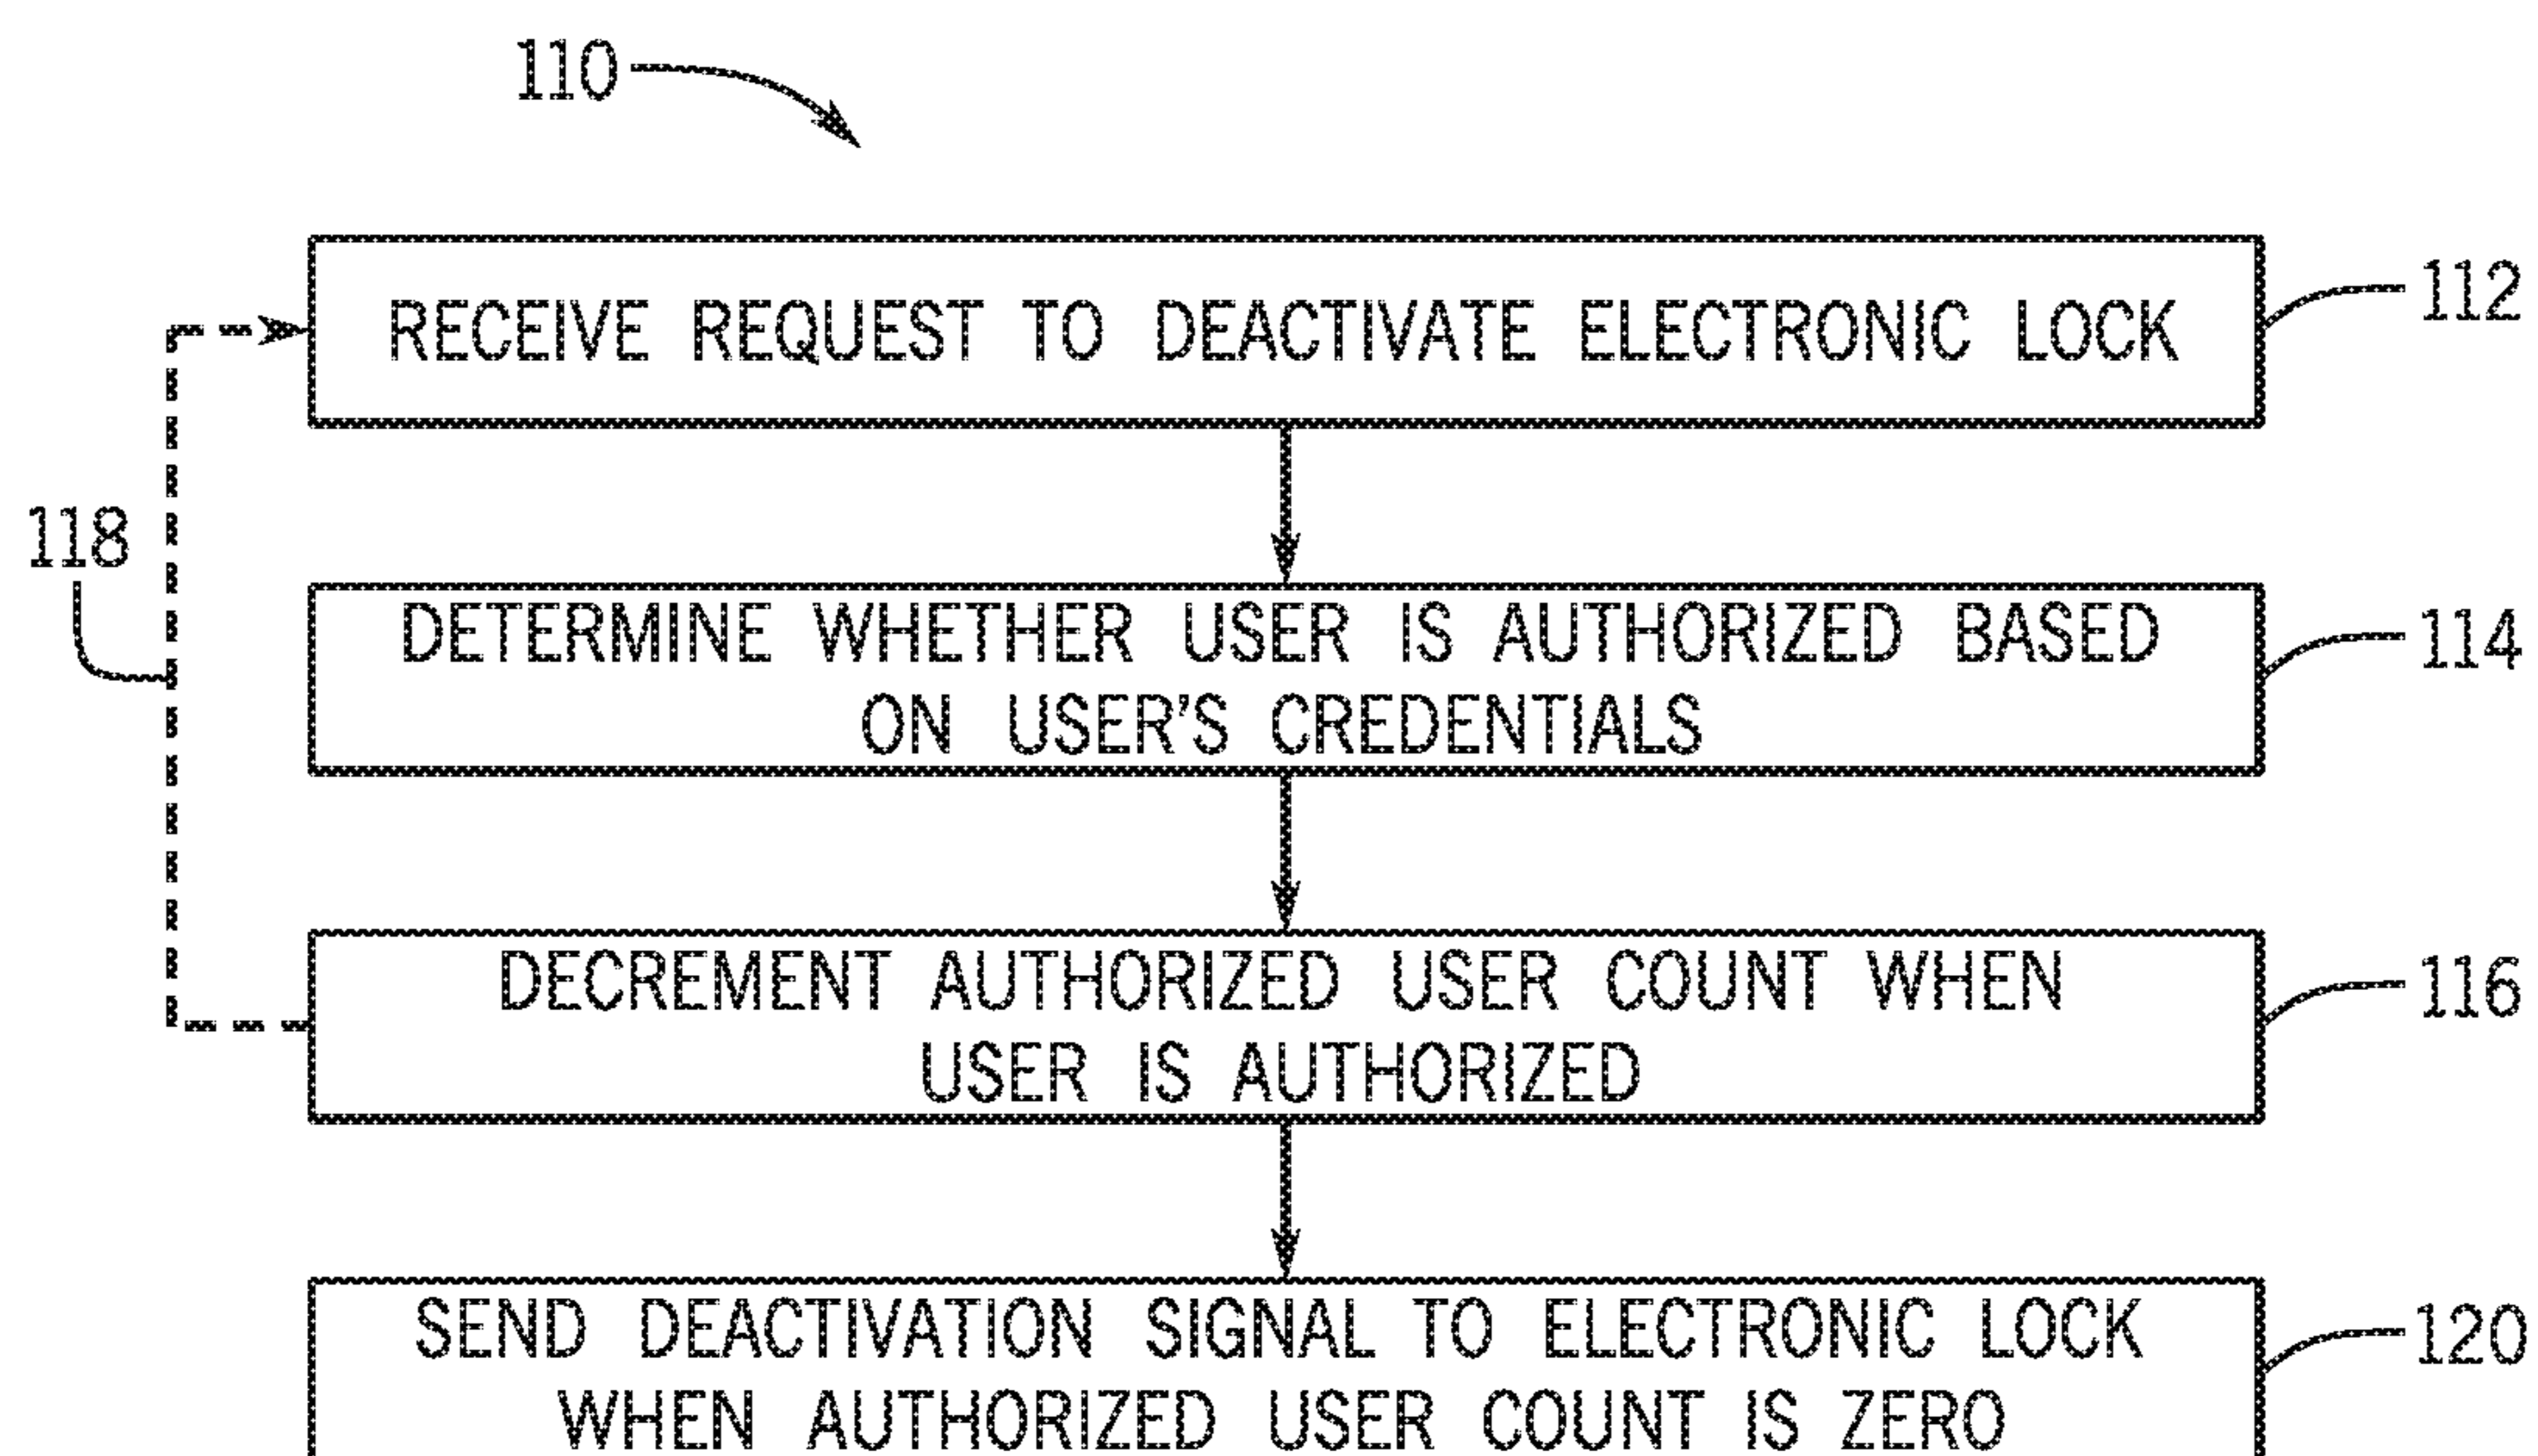 110
RECEIVE REQUEST TO DEACTIVATE ELECTRONIC LOCK
112
118
DETERMINE WHETHER USER IS AUTHORIZED BASED
ON USER'S CREDENTIALS
114
DECREMENT AUTHORIZED USER COUNT WHEN
USER IS AUTHORIZED
116
SEND DEACTIVATION SIGNAL TO ELECTRONIC LOCK
WHEN AUTHORIZED USER COUNT IS ZERO
120